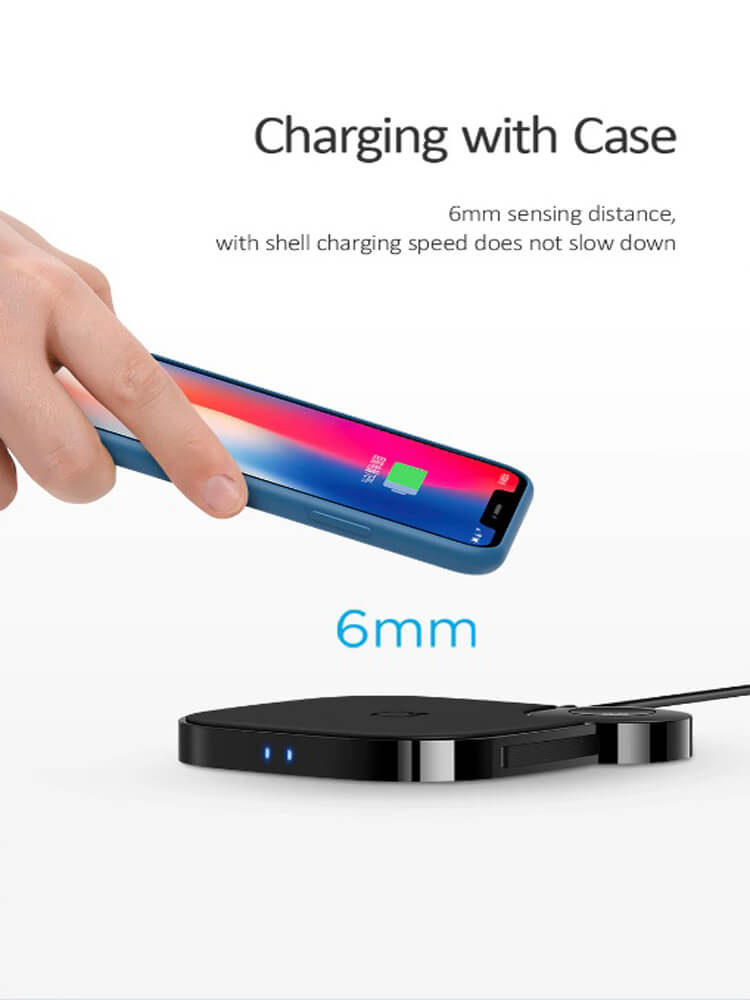 Charging with Case
6mm sensing distance,
with shell charging speed does not slow down
6mm